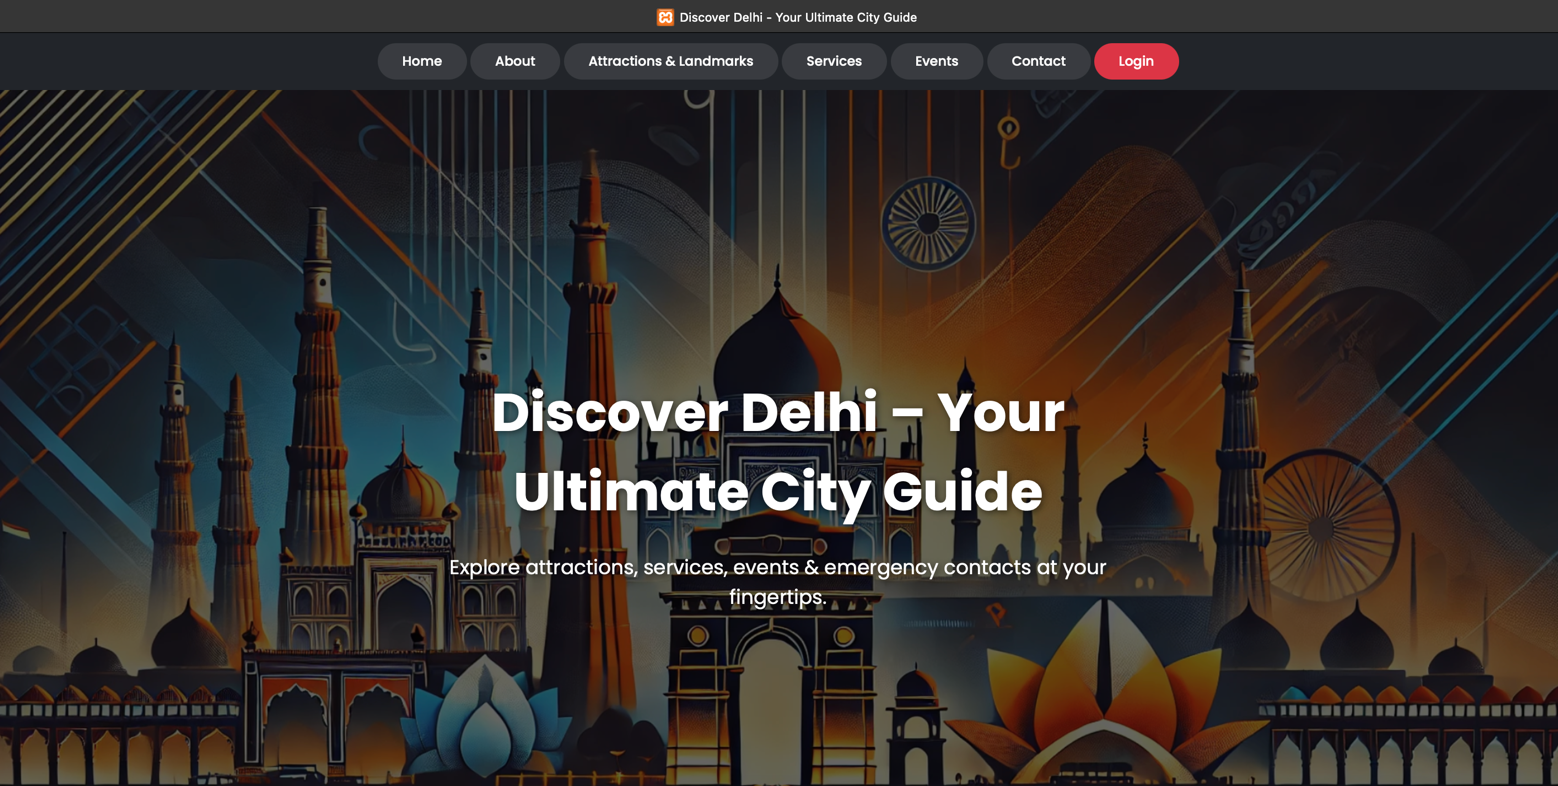 Discover Delhi - Your Ultimate City Guide
Home About Attractions & Landmarks Services Events Contact Login
Discover Delhi – Your
Ultimate City Guide
Explore attractions, services, events & emergency contacts at your
fingertips.